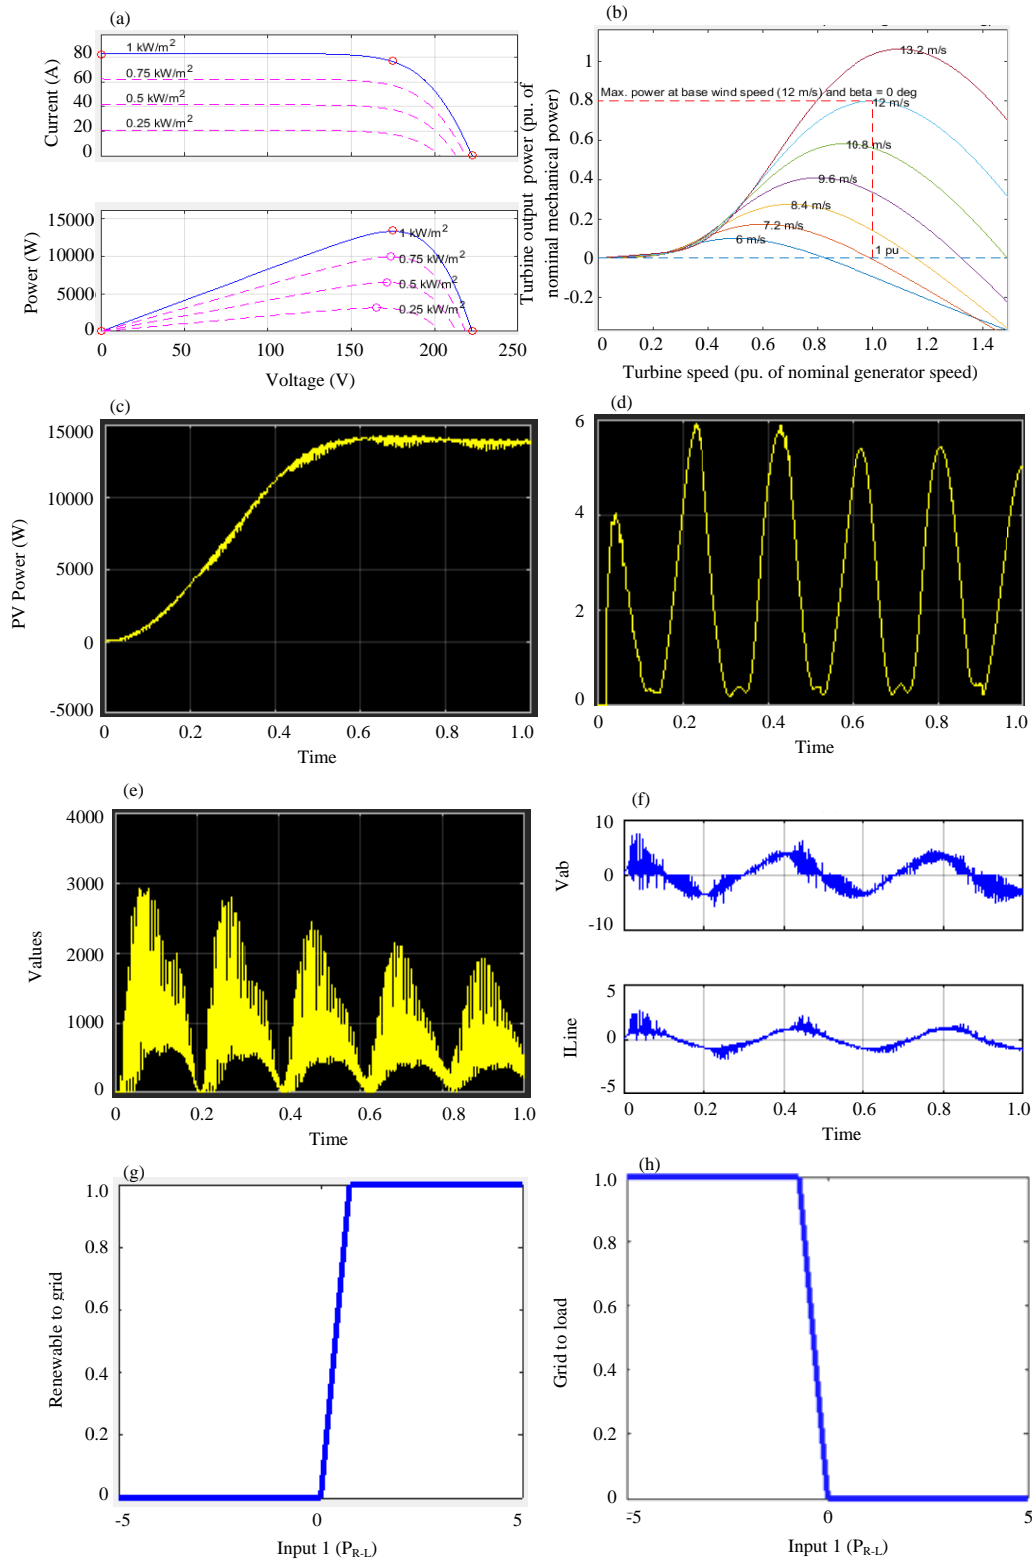 (a)
Current (A)
80
60
40
20
0
1 kW/m²
0.75 kW/m²
0.5 kW/m²
0.25 kW/m²
Power (W)
15000
10000
5000
0
1 kW/m²
0.75 kW/m²
0.5 kW/m²
0.25 kW/m²
0 50 100 150 200 250
Voltage (V)
(b)
Turbine output power (pu. of
nominal mechanical power)
1
0.8
0.6
0.4
0.2
0
-0.2
13.2 m/s
Max. power at base wind speed (12 m/s) and beta = 0 deg
12 m/s
10.8 m/s
9.6 m/s
8.4 m/s
7.2 m/s
6 m/s
1 pu
0 0.2 0.4 0.6 0.8 1.0 1.2 1.4
Turbine speed (pu. of nominal generator speed)
(c)
PV Power (W)
15000
10000
5000
0
-5000
0 0.2 0.4 0.6 0.8 1.0
Time
(d)
6
4
2
0
0 0.2 0.4 0.6 0.8 1.0
Time
(e)
Values
4000
3000
2000
1000
0
0 0.2 0.4 0.6 0.8 1.0
Time
(f)
Vab
10
0
-10
ILine
5
0
-5
0 0.2 0.4 0.6 0.8 1.0
Time
(g)
Renewable to grid
1.0
0.8
0.6
0.4
0.2
0
-5 0 5
Input 1 (P_R-L)
(h)
Grid to load
1.0
0.8
0.6
0.4
0.2
0
-5 0 5
Input 1 (P_R-L)